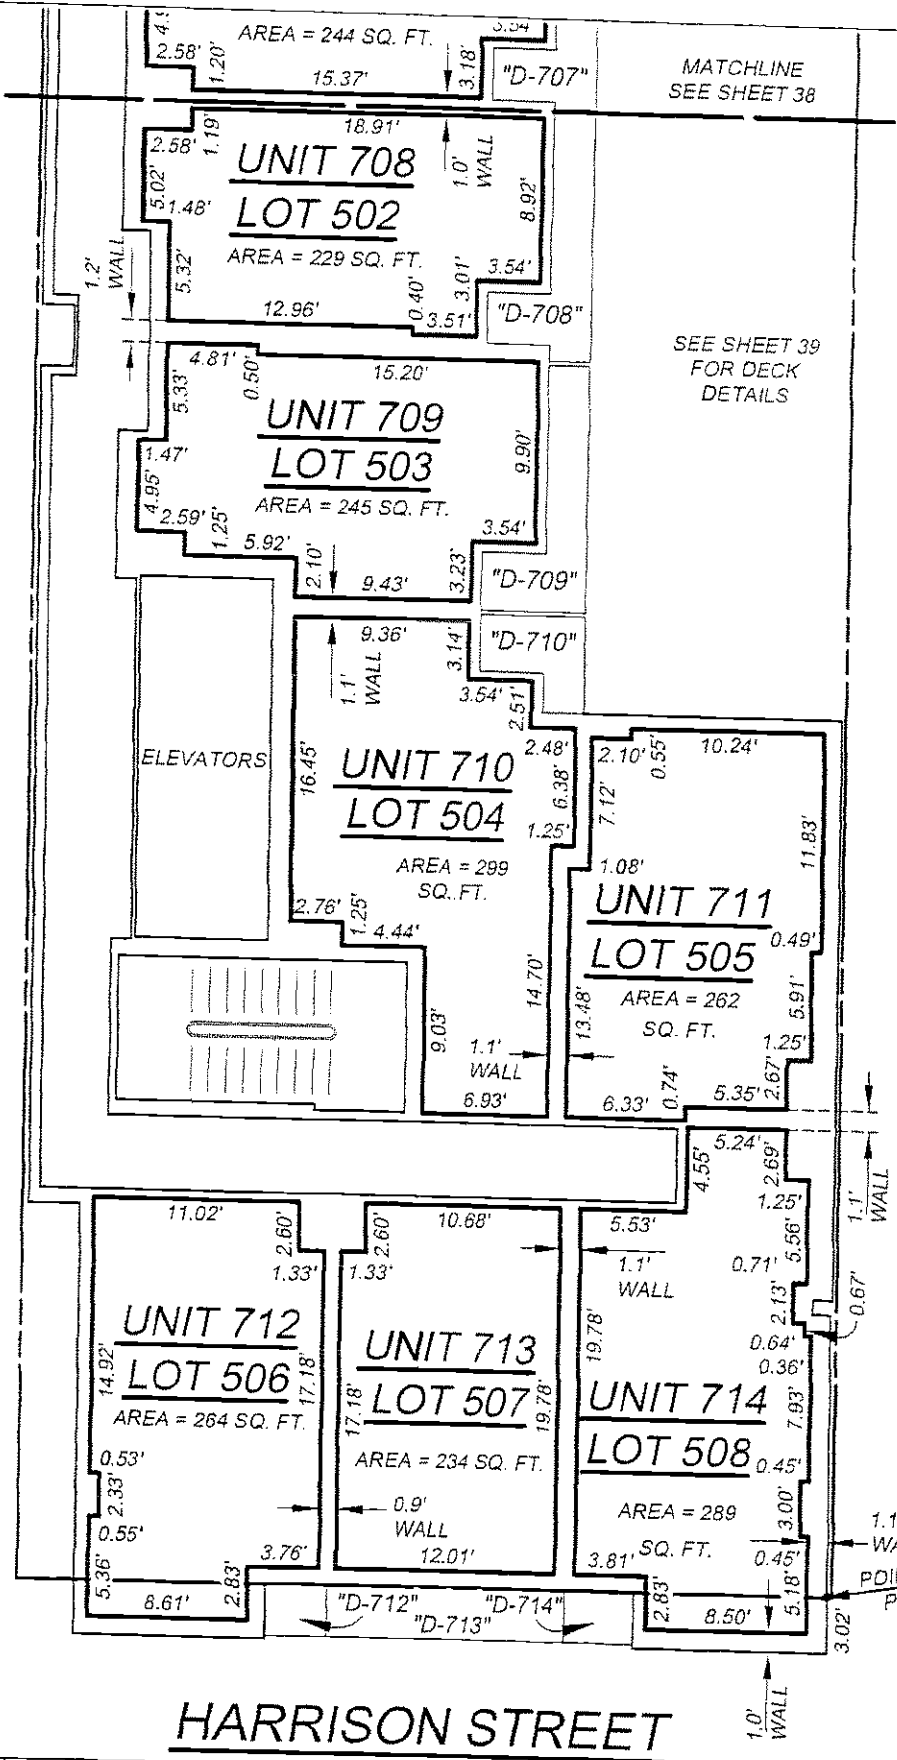 4.9
AREA = 244 SQ. FT.
3.54'
2.58'
1.20'
15.37'
3.18'
"D-707"
MATCHLINE
SEE SHEET 38
2.58'
1.19'
18.91'
UNIT 708
LOT 502
AREA = 229 SQ. FT.
1.0'
WALL
8.92'
5.02'
1.48'
1.2'
WALL
5.32'
12.96'
0.40'
3.51'
3.01'
3.54'
"D-708"
SEE SHEET 39
FOR DECK
DETAILS
4.81'
0.50'
15.20'
5.33'
UNIT 709
LOT 503
AREA = 245 SQ. FT.
9.90'
1.47'
4.95'
2.59'
1.25'
5.92'
2.10'
9.43'
3.23'
3.54'
"D-709"
9.36'
3.14'
"D-710"
1.1'
WALL
3.54'
2.51'
ELEVATORS
16.45'
UNIT 710
LOT 504
AREA = 299
SQ. FT.
2.48'
6.38'
1.25'
2.10'
0.55'
10.24'
7.12'
11.83'
1.08'
UNIT 711
LOT 505
AREA = 262
SQ. FT.
0.49'
2.76'
1.25'
4.44'
14.70'
13.48'
5.91'
9.03'
1.1'
WALL
1.25'
2.67'
6.93'
6.33'
0.74'
5.35'
5.24'
4.55'
2.69'
1.25'
1.1'
WALL
11.02'
2.60'
1.33'
2.60'
1.33'
10.68'
5.53'
1.1'
WALL
5.56'
0.71'
2.13'
0.67'
0.64'
0.36'
UNIT 712
LOT 506
AREA = 264 SQ. FT.
14.92'
17.18'
UNIT 713
LOT 507
AREA = 234 SQ. FT.
17.18'
19.78'
19.78'
UNIT 714
LOT 508
AREA = 289
SQ. FT.
7.93'
0.45'
0.53'
2.33'
0.55'
5.36'
0.9'
WALL
3.00'
0.45'
1.1
WA
3.76'
2.83'
8.61'
12.01'
3.81'
2.83'
8.50'
5.18'
POI
P
3.02'
"D-712"
"D-713"
"D-714"
1.0'
WALL
HARRISON STREET